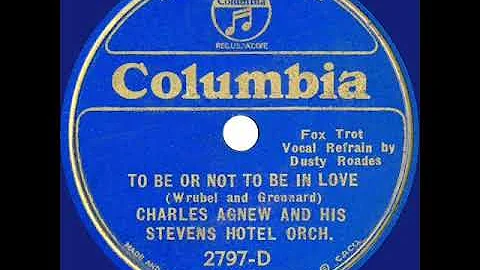 Columbia
Columbia
Fox Trot
Vocal Refrain by
Dusty Roades
TO BE OR NOT TO BE IN LOVE
(Wrubel and Grennard)
CHARLES AGNEW AND HIS
STEVENS HOTEL ORCH.
2797-D